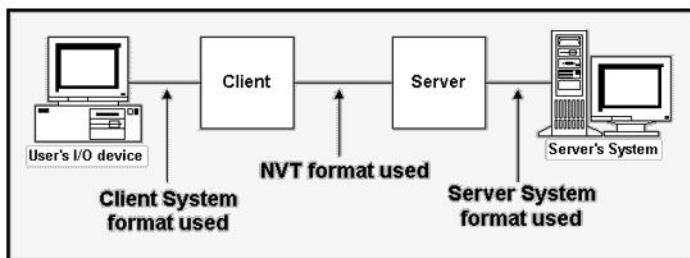 Client
Server
User's I/O device
Server's System
NVT format used
Client System
format used
Server System
format used